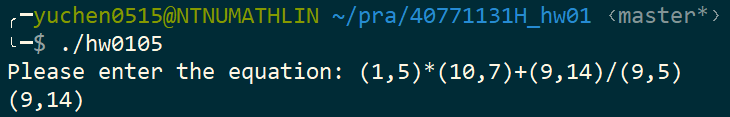 ╭─yuchen0515@NTNUMATHLIN ~/pra/40771131H_hw01 ‹master*›
╰─$ ./hw0105
Please enter the equation: (1,5)*(10,7)+(9,14)/(9,5)
(9,14)